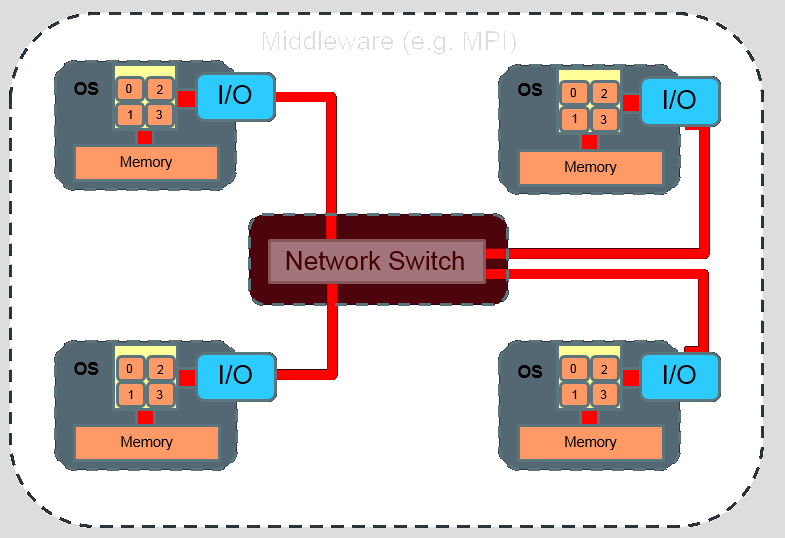 Middleware (e.g. MPI)
OS
0 2
1 3
I/O
Memory
OS
0 2
1 3
I/O
Memory
Network Switch
OS
0 2
1 3
I/O
Memory
OS
0 2
1 3
I/O
Memory